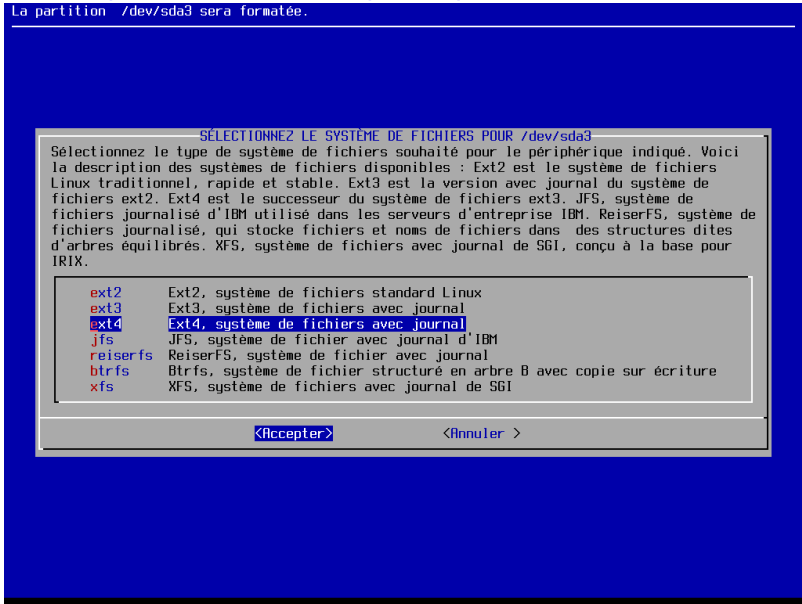 La partition /dev/sda3 sera formatée.
SÉLECTIONNEZ LE SYSTÈME DE FICHIERS POUR /dev/sda3
Sélectionnez le type de système de fichiers souhaité pour le périphérique indiqué. Voici
la description des systèmes de fichiers disponibles : Ext2 est le système de fichiers
Linux traditionnel, rapide et stable. Ext3 est la version avec journal du système de
fichiers ext2. Ext4 est le successeur du système de fichiers ext3. JFS, système de
fichiers journalisé d'IBM utilisé dans les serveurs d'entreprise IBM. ReiserFS, système de
fichiers journalisé, qui stocke fichiers et noms de fichiers dans des structures dites
d'arbres équilibrés. XFS, système de fichiers avec journal de SGI, conçu à la base pour
IRIX.
ext2 Ext2, système de fichiers standard Linux
ext3 Ext3, système de fichiers avec journal
ext4 Ext4, système de fichiers avec journal
jfs JFS, système de fichier avec journal d'IBM
reiserfs ReiserFS, système de fichier avec journal
btrfs Btrfs, système de fichier structuré en arbre B avec copie sur écriture
xfs XFS, système de fichiers avec journal de SGI
<Accepter> <Annuler >